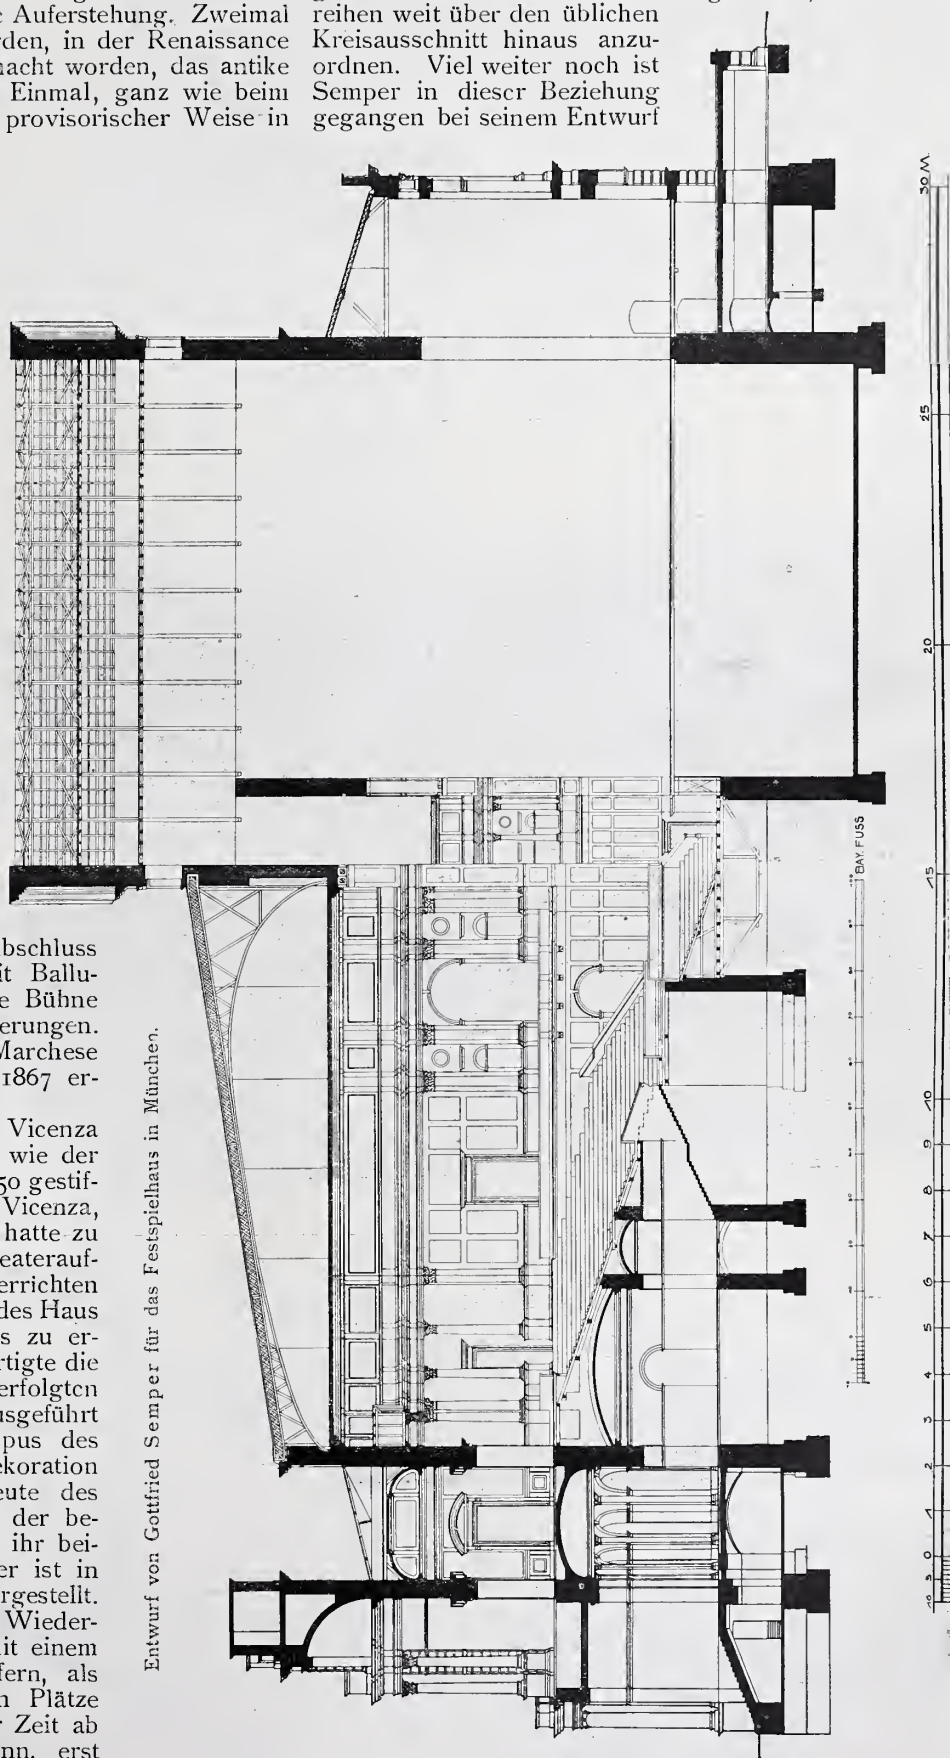 Auferstehung. Zweimal
in der Renaissance
worden, das antike
Einmal, ganz wie beim
provisorischer Weise in
reihen weit über den üblichen
Kreisausschnitt hinaus anzu-
ordnen. Viel weiter noch ist
Semper in dieser Beziehung
gegangen bei seinem Entwurf
bschluss
it Ballu-
e Bühne
erungen.
Marchese
1867 er-
Vicenza
wie der
50 gestif-
Vicenza,
hatte zu
eaterauf-
errichten
des Haus
s zu er-
rtigte die
erfolgten
usgeführt
pus des
ekoration
eute des
der be-
ihr bei-
er ist in
rgestellt.
Wieder-
it einem
fern, als
n Plätze
r Zeit ab
nn, erst
Entwurf von Gottfried Semper für das Festspielhaus in München.
BAY. FUSS
30 M.
25
20
15
10
9
8
7
6
5
4
3
2
1
0